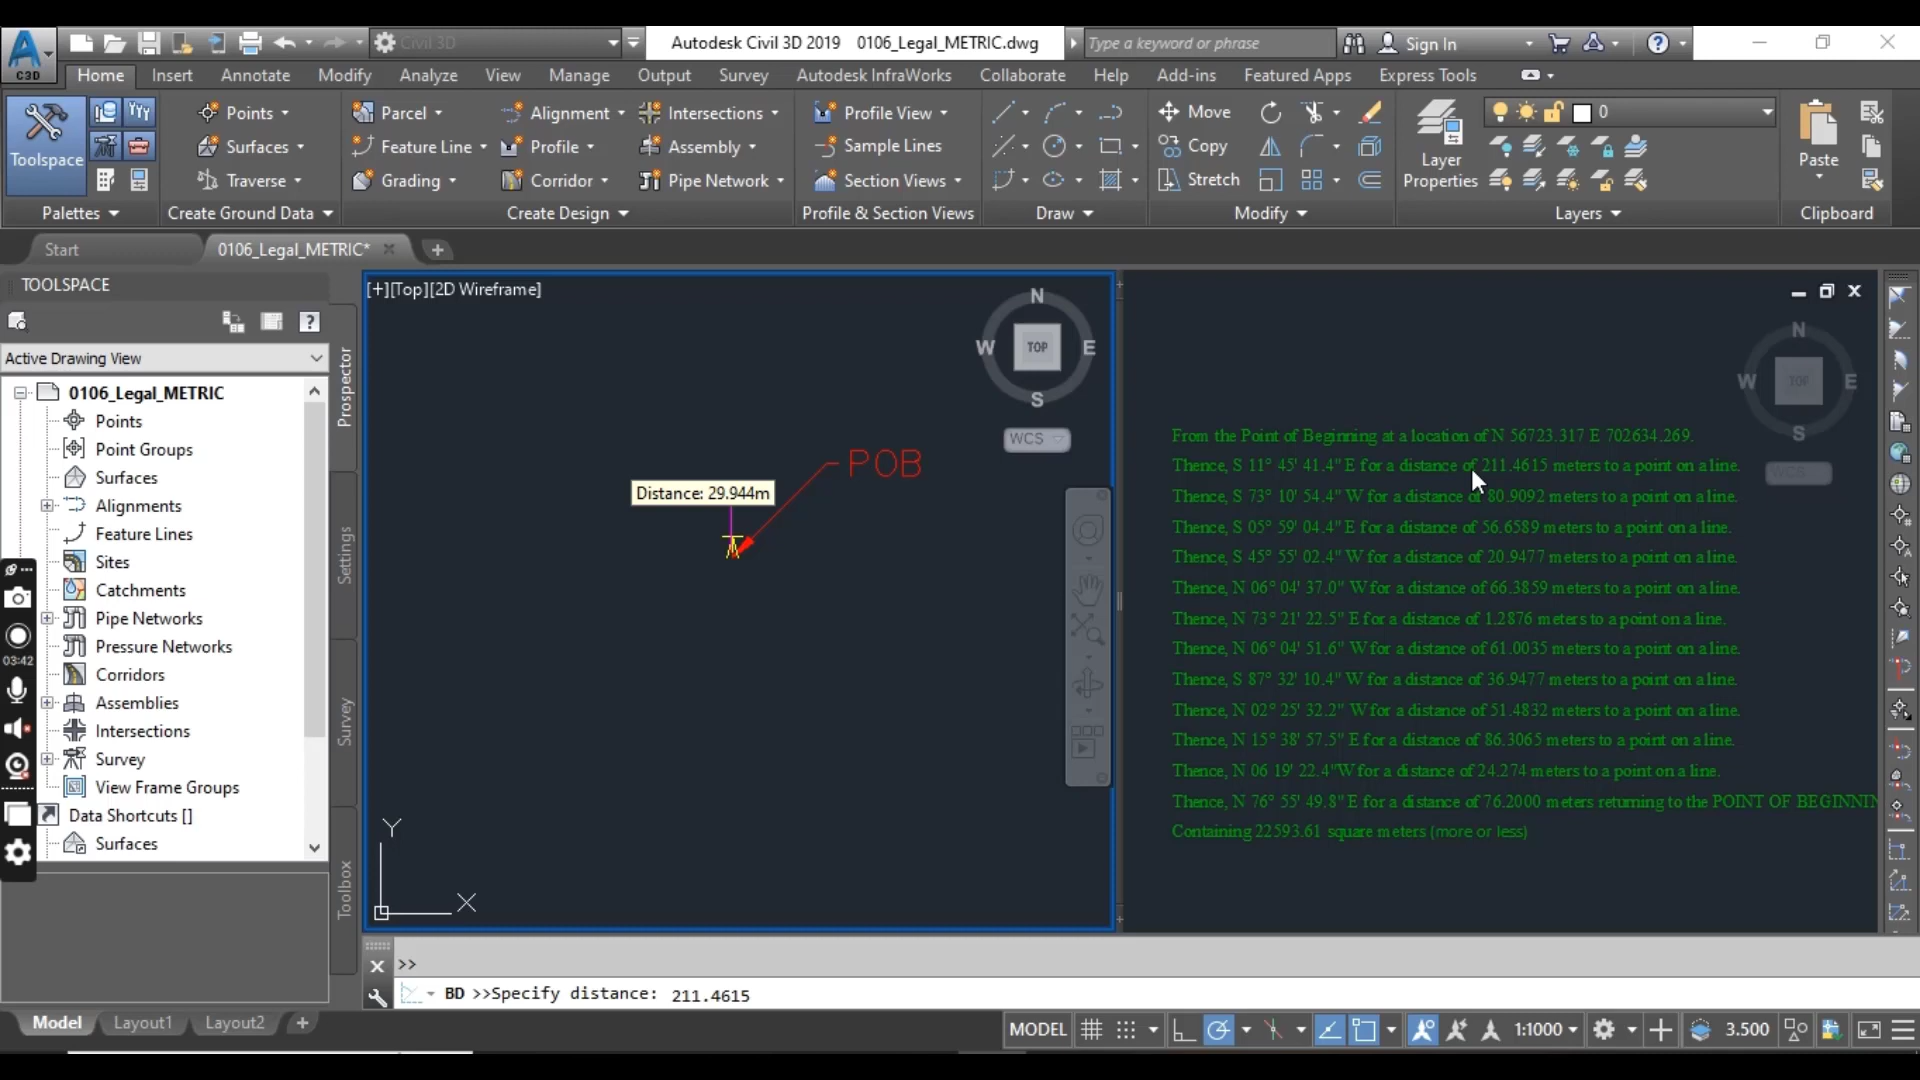 Civil 3D
Autodesk Civil 3D 2019 0106_Legal_METRIC.dwg
Type a keyword or phrase
Sign In
C3D
Home Insert Annotate Modify Analyze View Manage Output Survey Autodesk InfraWorks Collaborate Help Add-ins Featured Apps Express Tools
Toolspace
Points
Surfaces
Traverse
Parcel
Feature Line
Grading
Alignment
Profile
Corridor
Intersections
Assembly
Pipe Network
Profile View
Sample Lines
Section Views
Move
Copy
Stretch
Layer
Properties
0
Paste
Palettes
Create Ground Data
Create Design
Profile & Section Views
Draw
Modify
Layers
Clipboard
Start
0106_Legal_METRIC*
TOOLSPACE
Active Drawing View
0106_Legal_METRIC
Points
Point Groups
Surfaces
Alignments
Feature Lines
Sites
Catchments
Pipe Networks
Pressure Networks
Corridors
Assemblies
Intersections
Survey
View Frame Groups
Data Shortcuts []
Surfaces
03:42
Prospector
Settings
Survey
Toolbox
[+][Top][2D Wireframe]
N
W TOP E
S
WCS
Distance: 29.944m
POB
Y
X
N
W TOP E
S
WCS
From the Point of Beginning at a location of N 56723.317 E 702634.269.
Thence, S 11° 45' 41.4" E for a distance of 211.4615 meters to a point on a line.
Thence, S 73° 10' 54.4" W for a distance of 80.9092 meters to a point on a line.
Thence, S 05° 59' 04.4" E for a distance of 56.6589 meters to a point on a line.
Thence, S 45° 55' 02.4" W for a distance of 20.9477 meters to a point on a line.
Thence, N 06° 04' 37.0" W for a distance of 66.3859 meters to a point on a line.
Thence, N 73° 21' 22.5" E for a distance of 1.2876 meters to a point on a line.
Thence, N 06° 04' 51.6" W for a distance of 61.0035 meters to a point on a line.
Thence, S 87° 32' 10.4" W for a distance of 36.9477 meters to a point on a line.
Thence, N 02° 25' 32.2" W for a distance of 51.4832 meters to a point on a line.
Thence, N 15° 38' 57.5" E for a distance of 86.3065 meters to a point on a line.
Thence, N 06 19' 22.4"W for a distance of 24.274 meters to a point on a line.
Thence, N 76° 55' 49.8" E for a distance of 76.2000 meters returning to the POINT OF BEGINNIN
Containing 22593.61 square meters (more or less)
>>
BD >>Specify distance: 211.4615
Model Layout1 Layout2
MODEL
1:1000
3.500